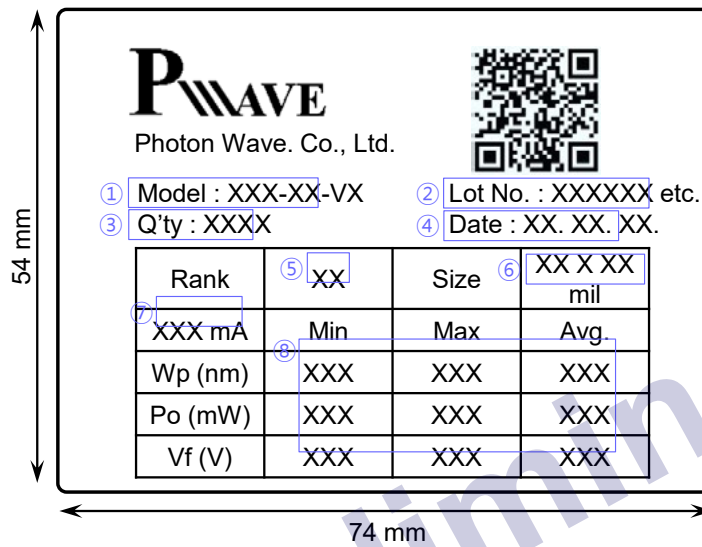 PWAVE
Photon Wave. Co., Ltd.
① Model : XXX-XX-VX ② Lot No. : XXXXXX etc.
③ Q'ty : XXXX ④ Date : XX. XX. XX.
Rank ⑤ XX Size ⑥ XX X XX
mil
⑦
XXX mA Min Max Avg.
⑧
Wp (nm) XXX XXX XXX
Po (mW) XXX XXX XXX
Vf (V) XXX XXX XXX
54 mm
74 mm